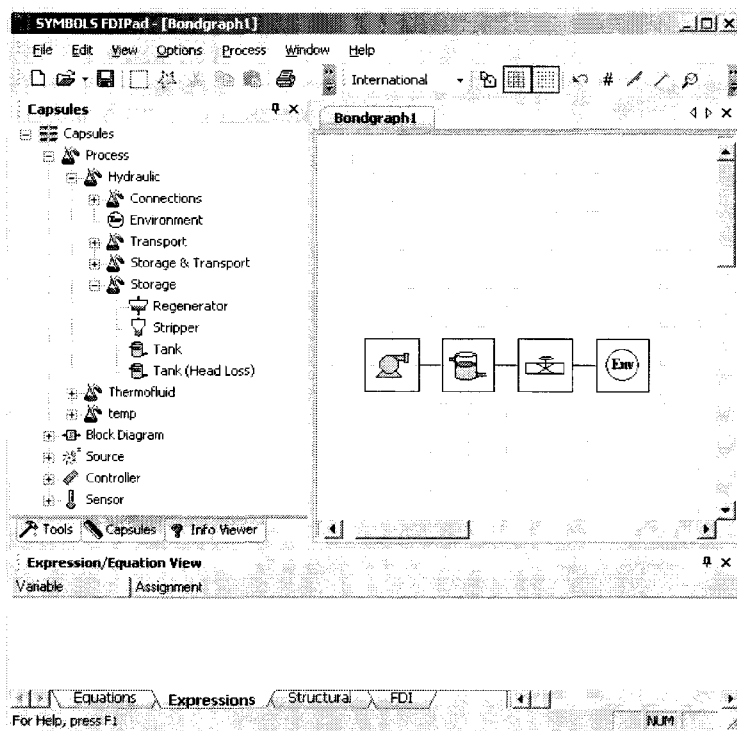 SYMBOLS FDIPad - [Bondgraph1]
File Edit View Options Process Window Help
International
Capsules
Bondgraph1
Capsules
Process
Hydraulic
Connections
Env Environment
Transport
Storage & Transport
Storage
Regenerator
Stripper
Tank
Tank (Head Loss)
Thermofluid
temp
Block Diagram
Source
Controller
Sensor
Env
Tools Capsules Info Viewer
Expression/Equation View
Variable Assignment
Equations Expressions Structural FDI
For Help, press F1 NUM